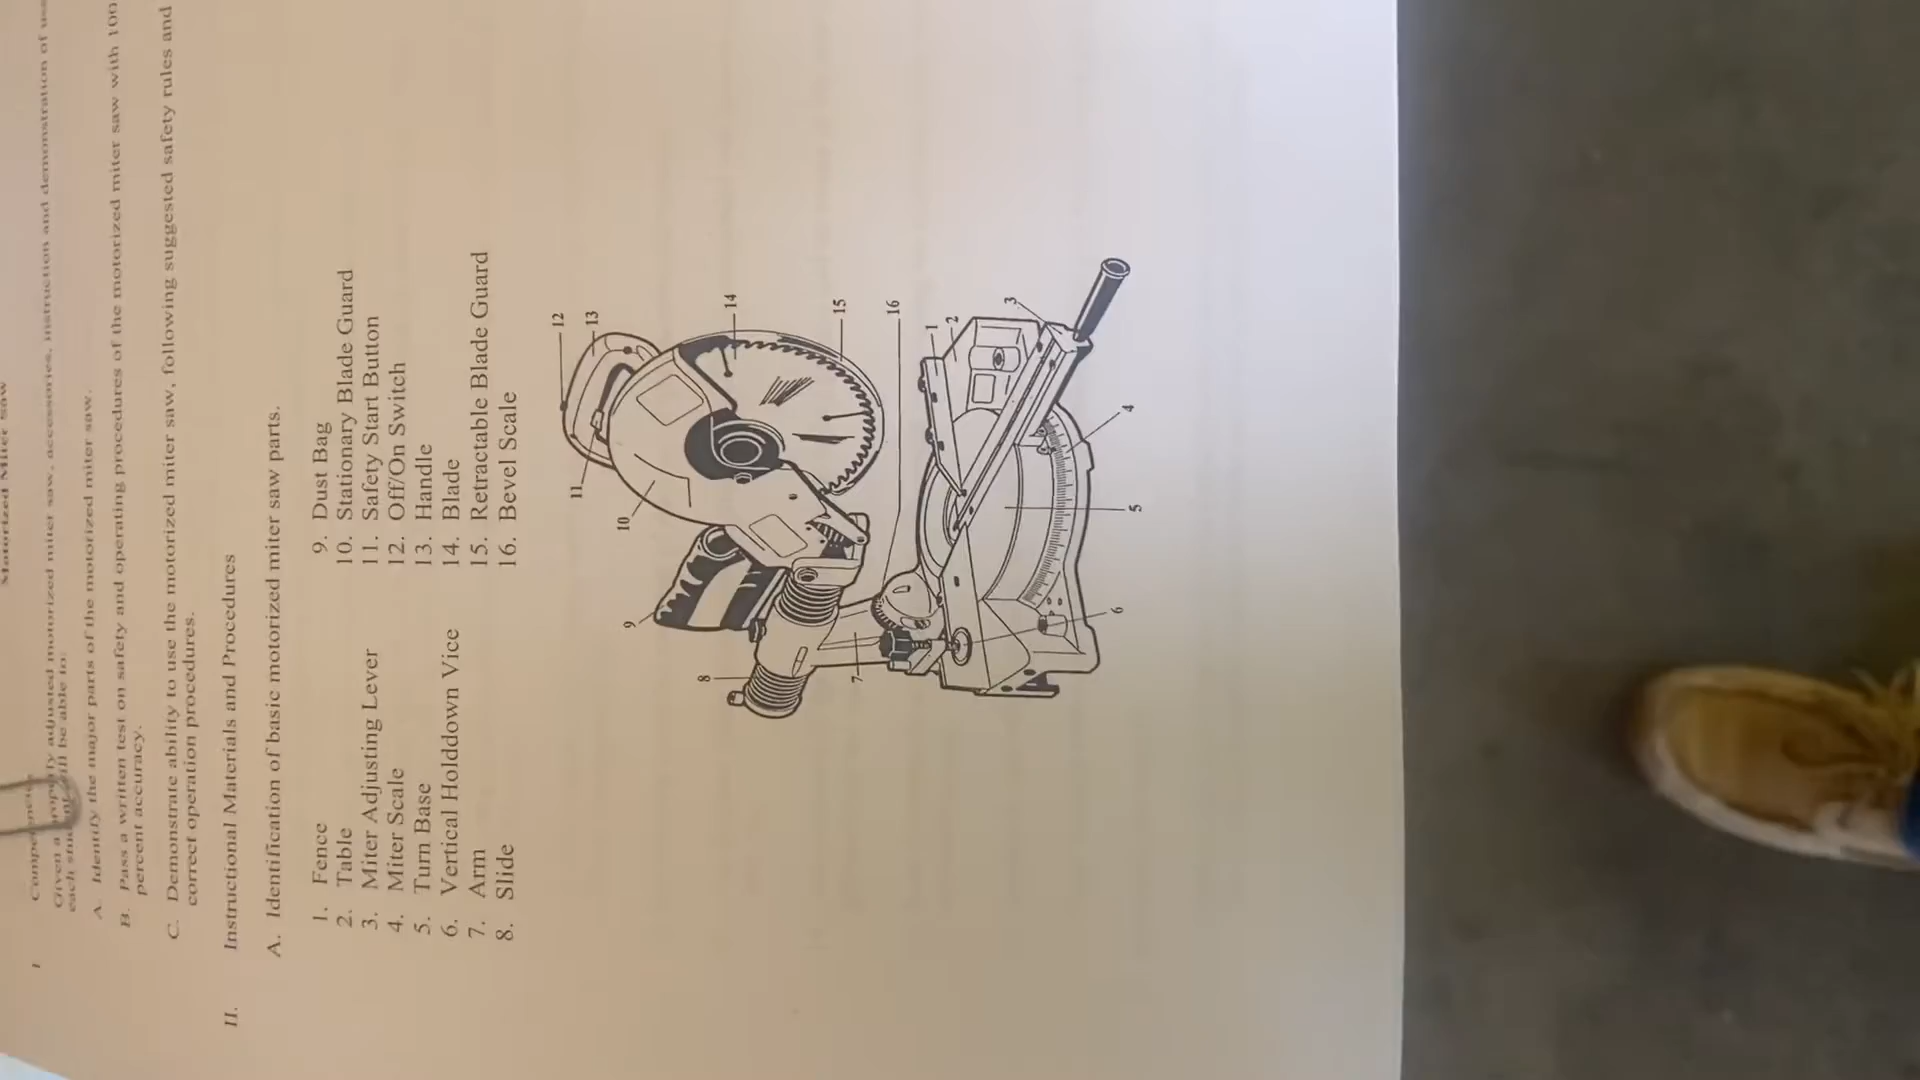 Motorized Miter Saw
I
Given a properly adjusted motorized miter saw, accessories, instruction and demonstration of
each student will be able to:
A. Identify the major parts of the motorized miter saw.
B. Pass a written test on safety and operating procedures of the motorized miter saw with 100
percent accuracy.
C. Demonstrate ability to use the motorized miter saw, following suggested safety rules and
correct operation procedures.
II. Instructional Materials and Procedures
A. Identification of basic motorized miter saw parts.
1. Fence
2. Table
3. Miter Adjusting Lever
4. Miter Scale
5. Turn Base
6. Vertical Holddown Vice
7. Arm
8. Slide
9. Dust Bag
10. Stationary Blade Guard
11. Safety Start Button
12. Off/On Switch
13. Handle
14. Blade
15. Retractable Blade Guard
16. Bevel Scale
12
13
11
14
10
15
16
9
1
2
3
8
7
4
5
6